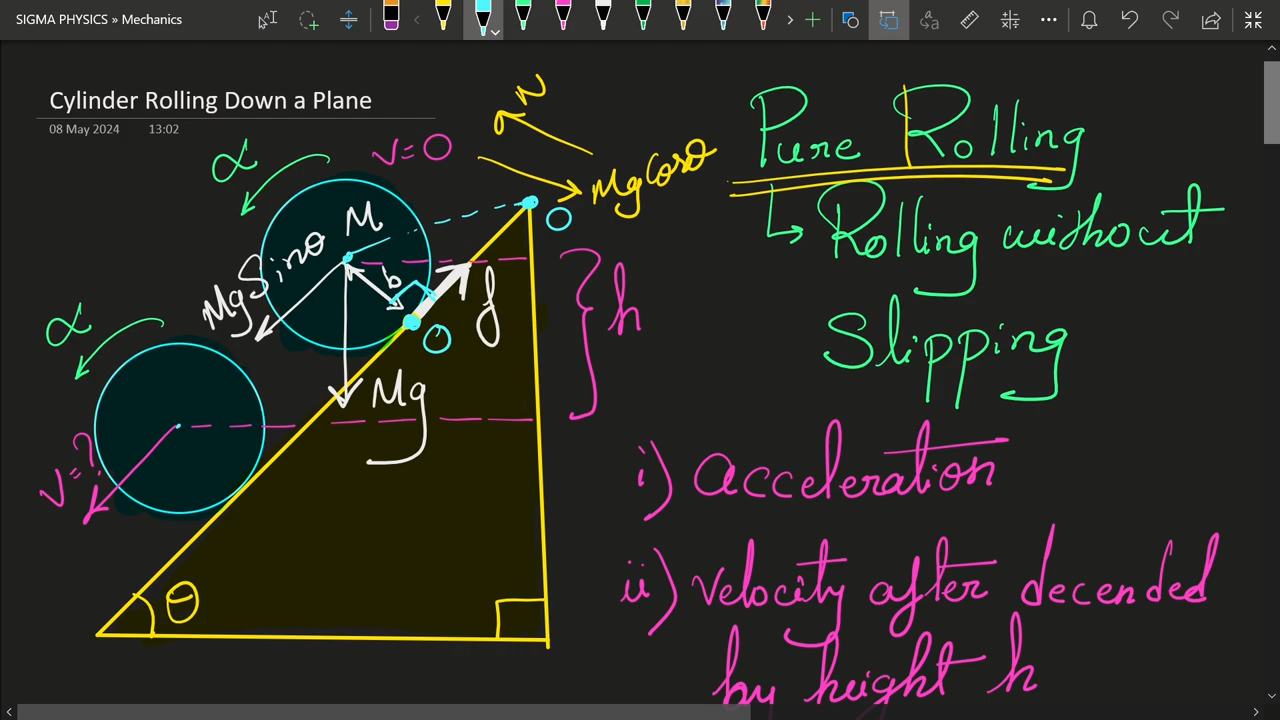 SIGMA PHYSICS » Mechanics
Cylinder Rolling Down a Plane
08 May 2024 13:02
Pure Rolling
Rolling without
Slipping
i) acceleration
ii) velocity after decended
by height h
α
v=0
N
Mg Cosθ
O
M
Mg Sinθ
b
f
O
h
α
Mg
v=?
θ